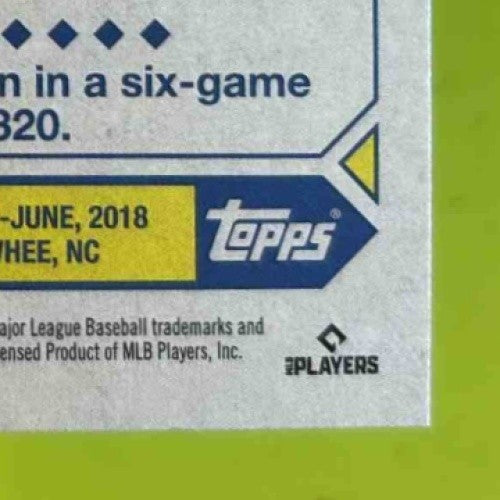 n in a six-game
320.
-JUNE, 2018
WHEE, NC
Topps®
ajor League Baseball trademarks and
ensed Product of MLB Players, Inc.
MLB PLAYERS